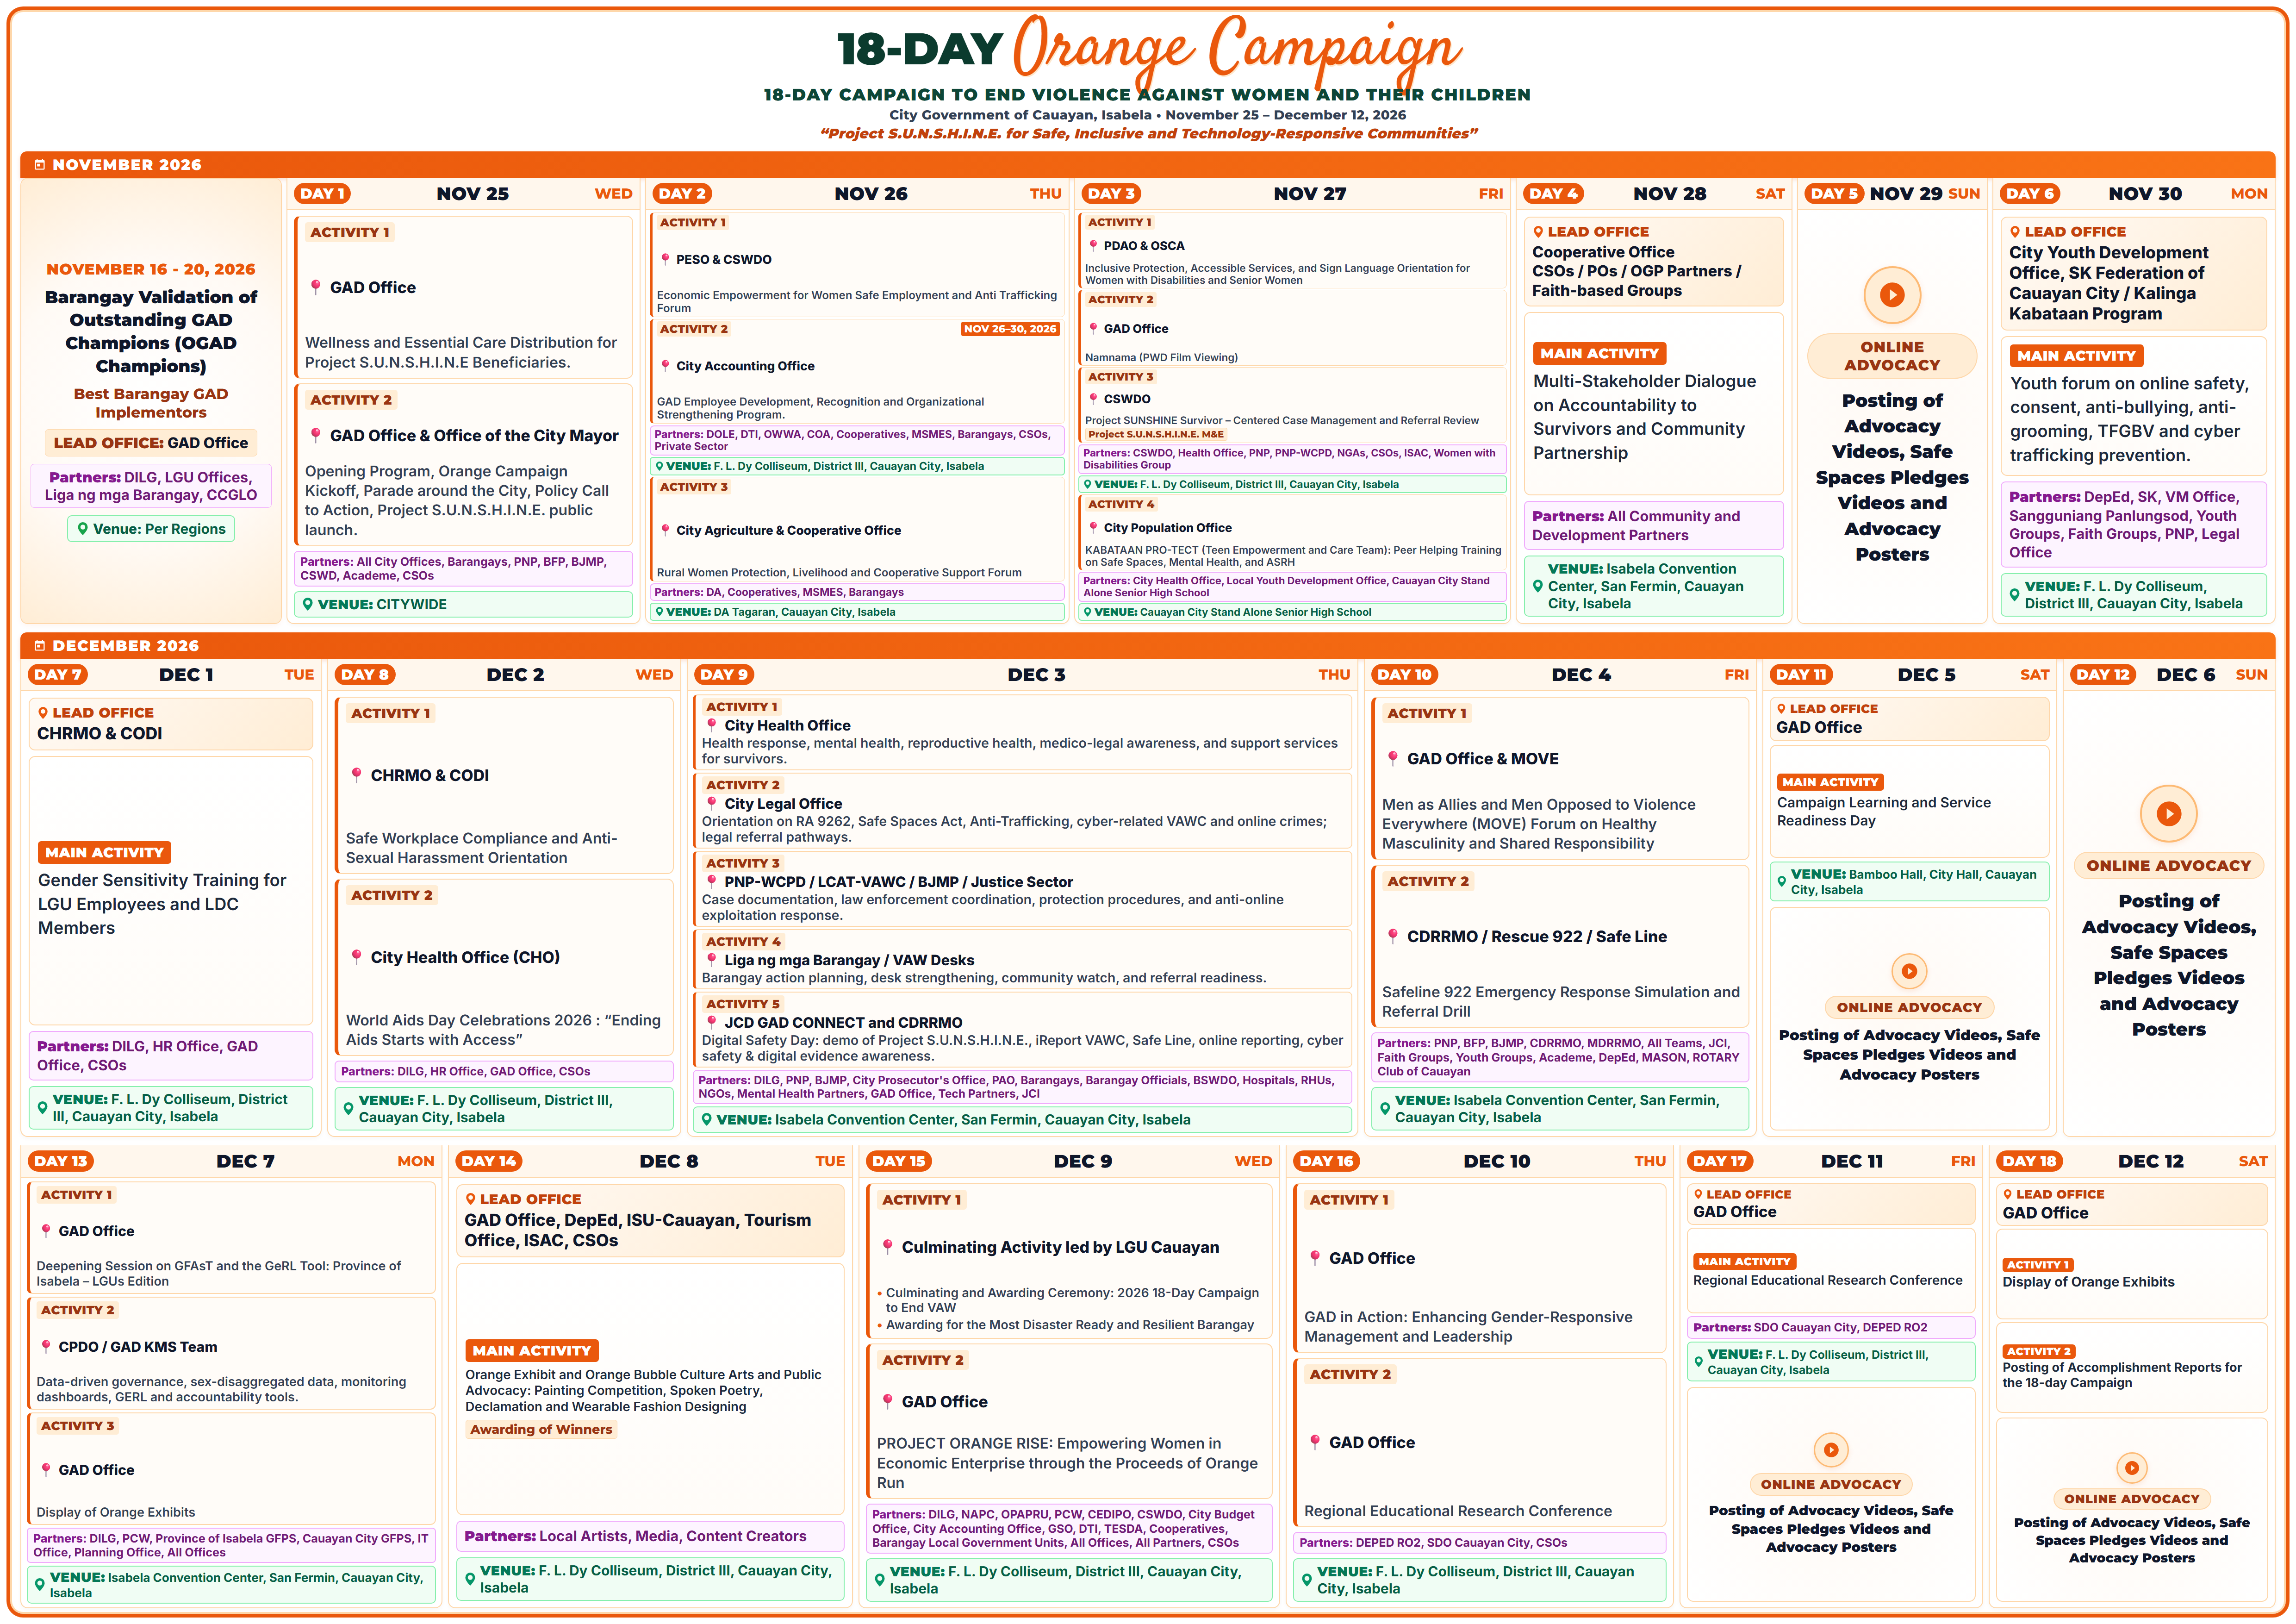 18-DAY Orange Campaign
18-DAY CAMPAIGN TO END VIOLENCE AGAINST WOMEN AND THEIR CHILDREN
City Government of Cauayan, Isabela • November 25 – December 12, 2026
“Project S.U.N.S.H.I.N.E. for Safe, Inclusive and Technology-Responsive Communities”
NOVEMBER 2026
NOVEMBER 16 - 20, 2026
Barangay Validation of
Outstanding GAD
Champions (OGAD
Champions)
Best Barangay GAD
Implementors
LEAD OFFICE: GAD Office
Partners: DILG, LGU Offices,
Liga ng mga Barangay, CCGLO
Venue: Per Regions
DAY 1 NOV 25 WED
ACTIVITY 1
GAD Office
Wellness and Essential Care Distribution for
Project S.U.N.S.H.I.N.E Beneficiaries.
ACTIVITY 2
GAD Office & Office of the City Mayor
Opening Program, Orange Campaign
Kickoff, Parade around the City, Policy Call
to Action, Project S.U.N.S.H.I.N.E. public
launch.
Partners: All City Offices, Barangays, PNP, BFP, BJMP,
CSWD, Academe, CSOs
VENUE: CITYWIDE
DAY 2 NOV 26 THU
ACTIVITY 1
PESO & CSWDO
Economic Empowerment for Women Safe Employment and Anti Trafficking
Forum
ACTIVITY 2 NOV 26–30, 2026
City Accounting Office
GAD Employee Development, Recognition and Organizational
Strengthening Program.
Partners: DOLE, DTI, OWWA, COA, Cooperatives, MSMES, Barangays, CSOs,
Private Sector
VENUE: F. L. Dy Colliseum, District III, Cauayan City, Isabela
ACTIVITY 3
City Agriculture & Cooperative Office
Rural Women Protection, Livelihood and Cooperative Support Forum
Partners: DA, Cooperatives, MSMES, Barangays
VENUE: DA Tagaran, Cauayan City, Isabela
DAY 3 NOV 27 FRI
ACTIVITY 1
PDAO & OSCA
Inclusive Protection, Accessible Services, and Sign Language Orientation for
Women with Disabilities and Senior Women
ACTIVITY 2
GAD Office
Namnama (PWD Film Viewing)
ACTIVITY 3
CSWDO
Project SUNSHINE Survivor – Centered Case Management and Referral Review
Project S.U.N.S.H.I.N.E. M&E
Partners: CSWDO, Health Office, PNP, PNP-WCPD, NGAs, CSOs, ISAC, Women with
Disabilities Group
VENUE: F. L. Dy Colliseum, District III, Cauayan City, Isabela
ACTIVITY 4
City Population Office
KABATAAN PRO-TECT (Teen Empowerment and Care Team): Peer Helping Training
on Safe Spaces, Mental Health, and ASRH
Partners: City Health Office, Local Youth Development Office, Cauayan City Stand
Alone Senior High School
VENUE: Cauayan City Stand Alone Senior High School
DAY 4 NOV 28 SAT
LEAD OFFICE
Cooperative Office
CSOs / POs / OGP Partners /
Faith-based Groups
MAIN ACTIVITY
Multi-Stakeholder Dialogue
on Accountability to
Survivors and Community
Partnership
Partners: All Community and
Development Partners
VENUE: Isabela Convention
Center, San Fermin, Cauayan
City, Isabela
DAY 5 NOV 29 SUN
ONLINE
ADVOCACY
Posting of
Advocacy
Videos, Safe
Spaces Pledges
Videos and
Advocacy
Posters
DAY 6 NOV 30 MON
LEAD OFFICE
City Youth Development
Office, SK Federation of
Cauayan City / Kalinga
Kabataan Program
MAIN ACTIVITY
Youth forum on online safety,
consent, anti-bullying, anti-
grooming, TFGBV and cyber
trafficking prevention.
Partners: DepEd, SK, VM Office,
Sangguniang Panlungsod, Youth
Groups, Faith Groups, PNP, Legal
Office
VENUE: F. L. Dy Colliseum,
District III, Cauayan City, Isabela
DECEMBER 2026
DAY 7 DEC 1 TUE
LEAD OFFICE
CHRMO & CODI
MAIN ACTIVITY
Gender Sensitivity Training for
LGU Employees and LDC
Members
Partners: DILG, HR Office, GAD
Office, CSOs
VENUE: F. L. Dy Colliseum, District
III, Cauayan City, Isabela
DAY 8 DEC 2 WED
ACTIVITY 1
CHRMO & CODI
Safe Workplace Compliance and Anti-
Sexual Harassment Orientation
ACTIVITY 2
City Health Office (CHO)
World Aids Day Celebrations 2026 : “Ending
Aids Starts with Access”
Partners: DILG, HR Office, GAD Office, CSOs
VENUE: F. L. Dy Colliseum, District III,
Cauayan City, Isabela
DAY 9 DEC 3 THU
ACTIVITY 1
City Health Office
Health response, mental health, reproductive health, medico-legal awareness, and support services
for survivors.
ACTIVITY 2
City Legal Office
Orientation on RA 9262, Safe Spaces Act, Anti-Trafficking, cyber-related VAWC and online crimes;
legal referral pathways.
ACTIVITY 3
PNP-WCPD / LCAT-VAWC / BJMP / Justice Sector
Case documentation, law enforcement coordination, protection procedures, and anti-online
exploitation response.
ACTIVITY 4
Liga ng mga Barangay / VAW Desks
Barangay action planning, desk strengthening, community watch, and referral readiness.
ACTIVITY 5
JCD GAD CONNECT and CDRRMO
Digital Safety Day: demo of Project S.U.N.S.H.I.N.E., iReport VAWC, Safe Line, online reporting, cyber
safety & digital evidence awareness.
Partners: DILG, PNP, BJMP, City Prosecutor's Office, PAO, Barangays, Barangay Officials, BSWDO, Hospitals, RHUs,
NGOs, Mental Health Partners, GAD Office, Tech Partners, JCI
VENUE: Isabela Convention Center, San Fermin, Cauayan City, Isabela
DAY 10 DEC 4 FRI
ACTIVITY 1
GAD Office & MOVE
Men as Allies and Men Opposed to Violence
Everywhere (MOVE) Forum on Healthy
Masculinity and Shared Responsibility
ACTIVITY 2
CDRRMO / Rescue 922 / Safe Line
Safeline 922 Emergency Response Simulation and
Referral Drill
Partners: PNP, BFP, BJMP, CDRRMO, MDRRMO, All Teams, JCI,
Faith Groups, Youth Groups, Academe, DepEd, MASON, ROTARY
Club of Cauayan
VENUE: Isabela Convention Center, San Fermin,
Cauayan City, Isabela
DAY 11 DEC 5 SAT
LEAD OFFICE
GAD Office
MAIN ACTIVITY
Campaign Learning and Service
Readiness Day
VENUE: Bamboo Hall, City Hall, Cauayan
City, Isabela
ONLINE ADVOCACY
Posting of Advocacy Videos, Safe
Spaces Pledges Videos and
Advocacy Posters
DAY 12 DEC 6 SUN
ONLINE ADVOCACY
Posting of
Advocacy Videos,
Safe Spaces
Pledges Videos
and Advocacy
Posters
DAY 13 DEC 7 MON
ACTIVITY 1
GAD Office
Deepening Session on GFAsT and the GeRL Tool: Province of
Isabela – LGUs Edition
ACTIVITY 2
CPDO / GAD KMS Team
Data-driven governance, sex-disaggregated data, monitoring
dashboards, GERL and accountability tools.
ACTIVITY 3
GAD Office
Display of Orange Exhibits
Partners: DILG, PCW, Province of Isabela GFPS, Cauayan City GFPS, IT
Office, Planning Office, All Offices
VENUE: Isabela Convention Center, San Fermin, Cauayan City,
Isabela
DAY 14 DEC 8 TUE
LEAD OFFICE
GAD Office, DepEd, ISU-Cauayan, Tourism
Office, ISAC, CSOs
MAIN ACTIVITY
Orange Exhibit and Orange Bubble Culture Arts and Public
Advocacy: Painting Competition, Spoken Poetry,
Declamation and Wearable Fashion Designing
Awarding of Winners
Partners: Local Artists, Media, Content Creators
VENUE: F. L. Dy Colliseum, District III, Cauayan City,
Isabela
DAY 15 DEC 9 WED
ACTIVITY 1
Culminating Activity led by LGU Cauayan
• Culminating and Awarding Ceremony: 2026 18-Day Campaign
to End VAW
• Awarding for the Most Disaster Ready and Resilient Barangay
ACTIVITY 2
GAD Office
PROJECT ORANGE RISE: Empowering Women in
Economic Enterprise through the Proceeds of Orange
Run
Partners: DILG, NAPC, OPAPRU, PCW, CEDIPO, CSWDO, City Budget
Office, City Accounting Office, GSO, DTI, TESDA, Cooperatives,
Barangay Local Government Units, All Offices, All Partners, CSOs
VENUE: F. L. Dy Colliseum, District III, Cauayan City,
Isabela
DAY 16 DEC 10 THU
ACTIVITY 1
GAD Office
GAD in Action: Enhancing Gender-Responsive
Management and Leadership
ACTIVITY 2
GAD Office
Regional Educational Research Conference
Partners: DEPED RO2, SDO Cauayan City, CSOs
VENUE: F. L. Dy Colliseum, District III, Cauayan
City, Isabela
DAY 17 DEC 11 FRI
LEAD OFFICE
GAD Office
MAIN ACTIVITY
Regional Educational Research Conference
Partners: SDO Cauayan City, DEPED RO2
VENUE: F. L. Dy Colliseum, District III,
Cauayan City, Isabela
ONLINE ADVOCACY
Posting of Advocacy Videos, Safe
Spaces Pledges Videos and
Advocacy Posters
DAY 18 DEC 12 SAT
LEAD OFFICE
GAD Office
ACTIVITY 1
Display of Orange Exhibits
ACTIVITY 2
Posting of Accomplishment Reports for
the 18-day Campaign
ONLINE ADVOCACY
Posting of Advocacy Videos, Safe
Spaces Pledges Videos and
Advocacy Posters